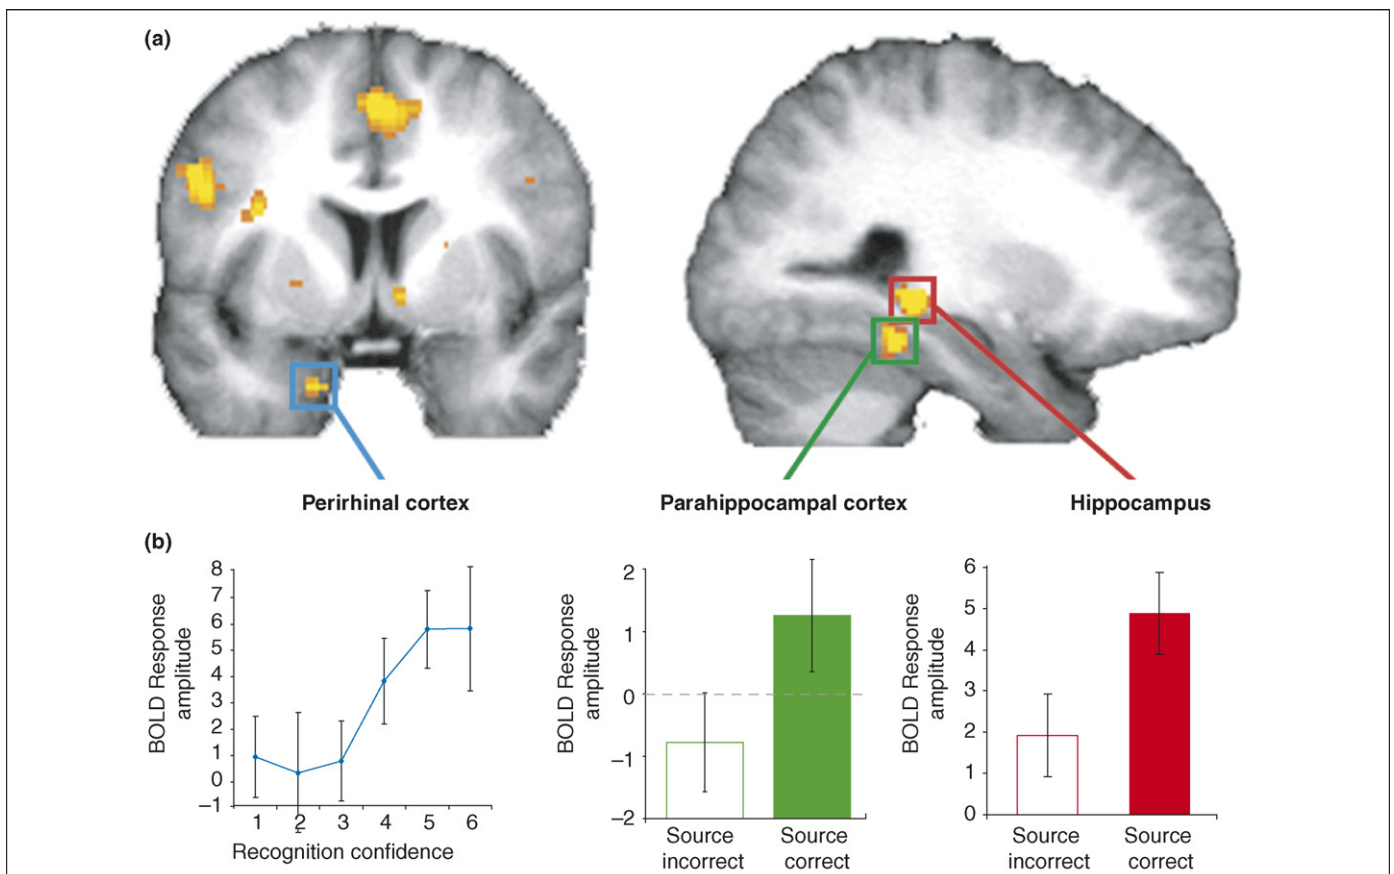 (a)
Perirhinal cortex
Parahippocampal cortex
Hippocampus
(b)
BOLD Response
amplitude
8
7
6
5
4
3
2
1
0
–1
1 2 3 4 5 6
Recognition confidence
BOLD Response
amplitude
2
1
0
–1
–2
Source
incorrect
Source
correct
BOLD Response
amplitude
6
5
4
3
2
1
0
Source
incorrect
Source
correct